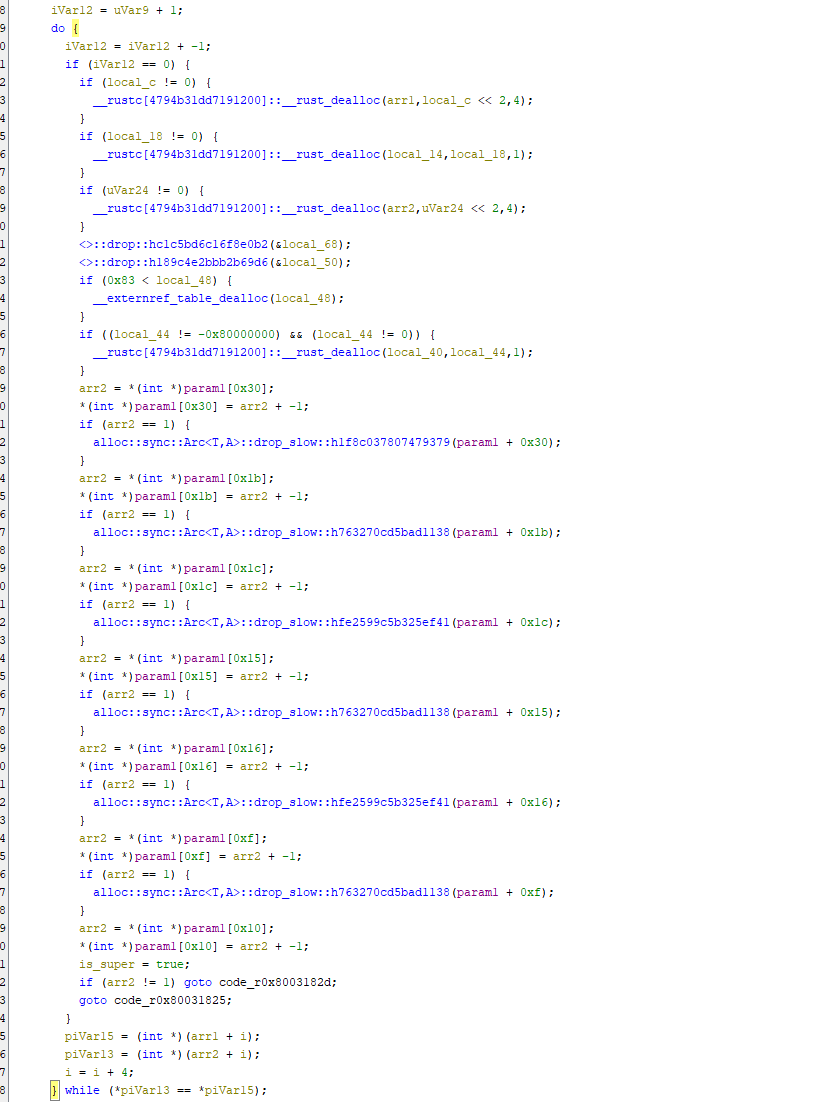 8 iVar12 = uVar9 + 1;
9 do {
0 iVar12 = iVar12 + -1;
1 if (iVar12 == 0) {
2 if (local_c != 0) {
3 __rustc[4794b31dd7191200]::__rust_dealloc(arr1,local_c << 2,4);
4 }
5 if (local_18 != 0) {
6 __rustc[4794b31dd7191200]::__rust_dealloc(local_14,local_18,1);
7 }
8 if (uVar24 != 0) {
9 __rustc[4794b31dd7191200]::__rust_dealloc(arr2,uVar24 << 2,4);
0 }
1 <>::drop::hc1c5bd6c16f8e0b2(&local_68);
2 <>::drop::h189c4e2bbb2b69d6(&local_50);
3 if (0x83 < local_48) {
4 __externref_table_dealloc(local_48);
5 }
6 if ((local_44 != -0x80000000) && (local_44 != 0)) {
7 __rustc[4794b31dd7191200]::__rust_dealloc(local_40,local_44,1);
8 }
9 arr2 = *(int *)param1[0x30];
0 *(int *)param1[0x30] = arr2 + -1;
1 if (arr2 == 1) {
2 alloc::sync::Arc<T,A>::drop_slow::h1f8c037807479379(param1 + 0x30);
3 }
4 arr2 = *(int *)param1[0x1b];
5 *(int *)param1[0x1b] = arr2 + -1;
6 if (arr2 == 1) {
7 alloc::sync::Arc<T,A>::drop_slow::h763270cd5bad1138(param1 + 0x1b);
8 }
9 arr2 = *(int *)param1[0x1c];
0 *(int *)param1[0x1c] = arr2 + -1;
1 if (arr2 == 1) {
2 alloc::sync::Arc<T,A>::drop_slow::hfe2599c5b325ef41(param1 + 0x1c);
3 }
4 arr2 = *(int *)param1[0x15];
5 *(int *)param1[0x15] = arr2 + -1;
6 if (arr2 == 1) {
7 alloc::sync::Arc<T,A>::drop_slow::h763270cd5bad1138(param1 + 0x15);
8 }
9 arr2 = *(int *)param1[0x16];
0 *(int *)param1[0x16] = arr2 + -1;
1 if (arr2 == 1) {
2 alloc::sync::Arc<T,A>::drop_slow::hfe2599c5b325ef41(param1 + 0x16);
3 }
4 arr2 = *(int *)param1[0xf];
5 *(int *)param1[0xf] = arr2 + -1;
6 if (arr2 == 1) {
7 alloc::sync::Arc<T,A>::drop_slow::h763270cd5bad1138(param1 + 0xf);
8 }
9 arr2 = *(int *)param1[0x10];
0 *(int *)param1[0x10] = arr2 + -1;
1 is_super = true;
2 if (arr2 != 1) goto code_r0x8003182d;
3 goto code_r0x80031825;
4 }
5 piVar15 = (int *)(arr1 + i);
6 piVar13 = (int *)(arr2 + i);
7 i = i + 4;
8 } while (*piVar13 == *piVar15);